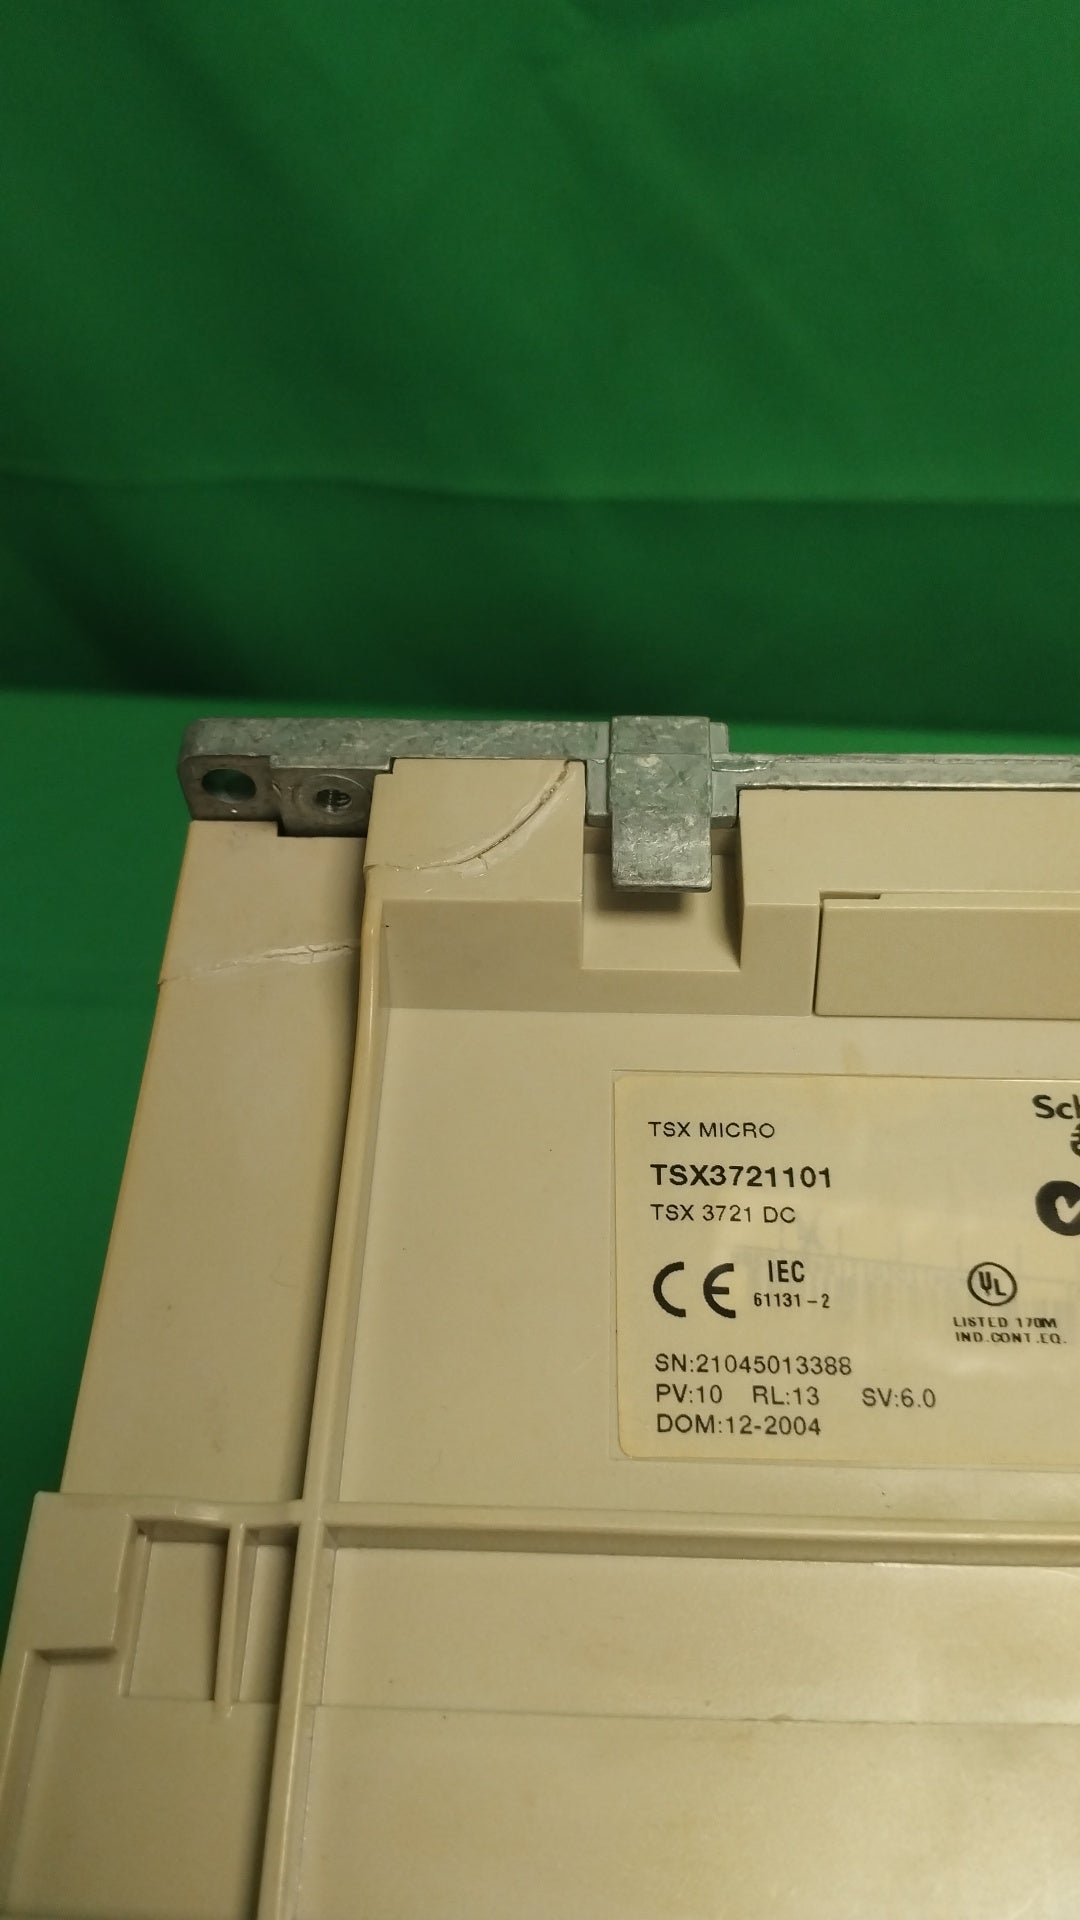 TSX MICRO
TSX3721101
TSX 3721 DC
CE IEC
61131-2
UL
LISTED 170M
IND.CONT.EQ.
SN:21045013388
PV:10 RL:13 SV:6.0
DOM:12-2004